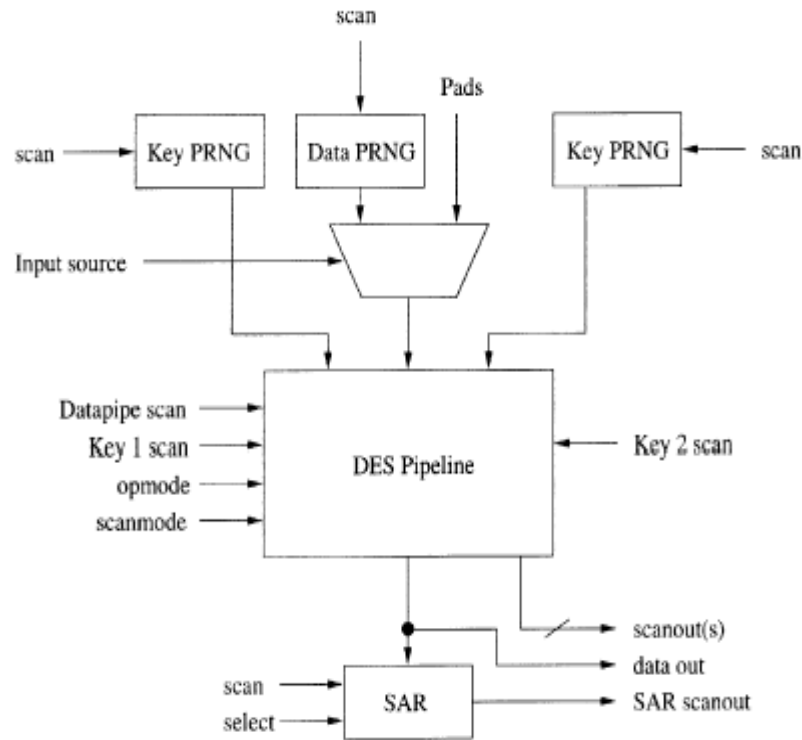 scan
Pads
scan
Key PRNG
Data PRNG
Key PRNG
scan
Input source
Datapipe scan
Key 1 scan
opmode
scanmode
DES Pipeline
Key 2 scan
scanout(s)
data out
SAR scanout
scan
select
SAR